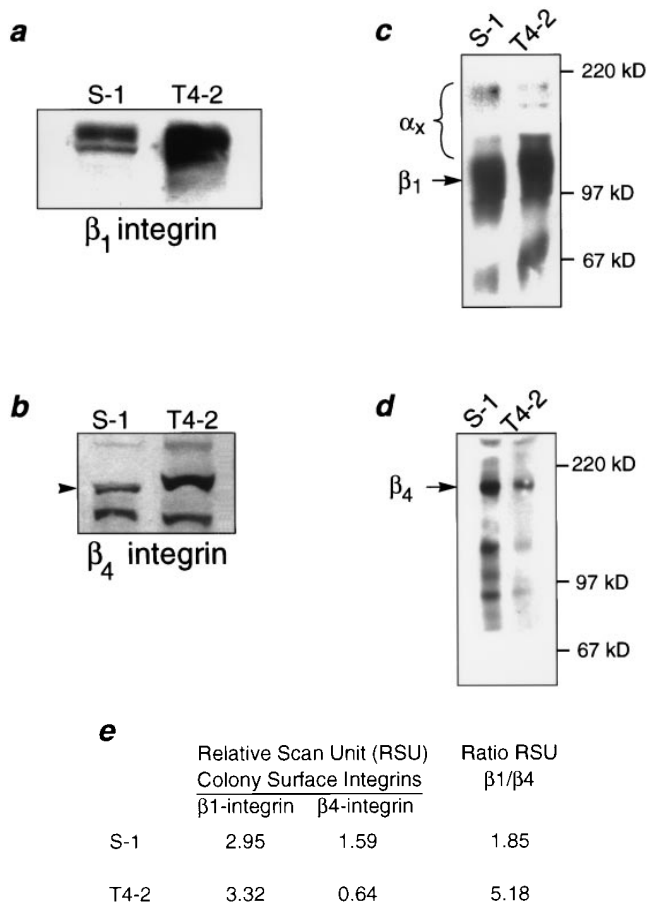 a
S-1 T4-2
β1 integrin
c
S-1 T4-2
220 kD
αx
β1
97 kD
67 kD
b
S-1 T4-2
β4 integrin
d
S-1 T4-2
220 kD
β4
97 kD
67 kD
e
Relative Scan Unit (RSU) Ratio RSU
Colony Surface Integrins β1/β4
β1-integrin β4-integrin
S-1 2.95 1.59 1.85
T4-2 3.32 0.64 5.18